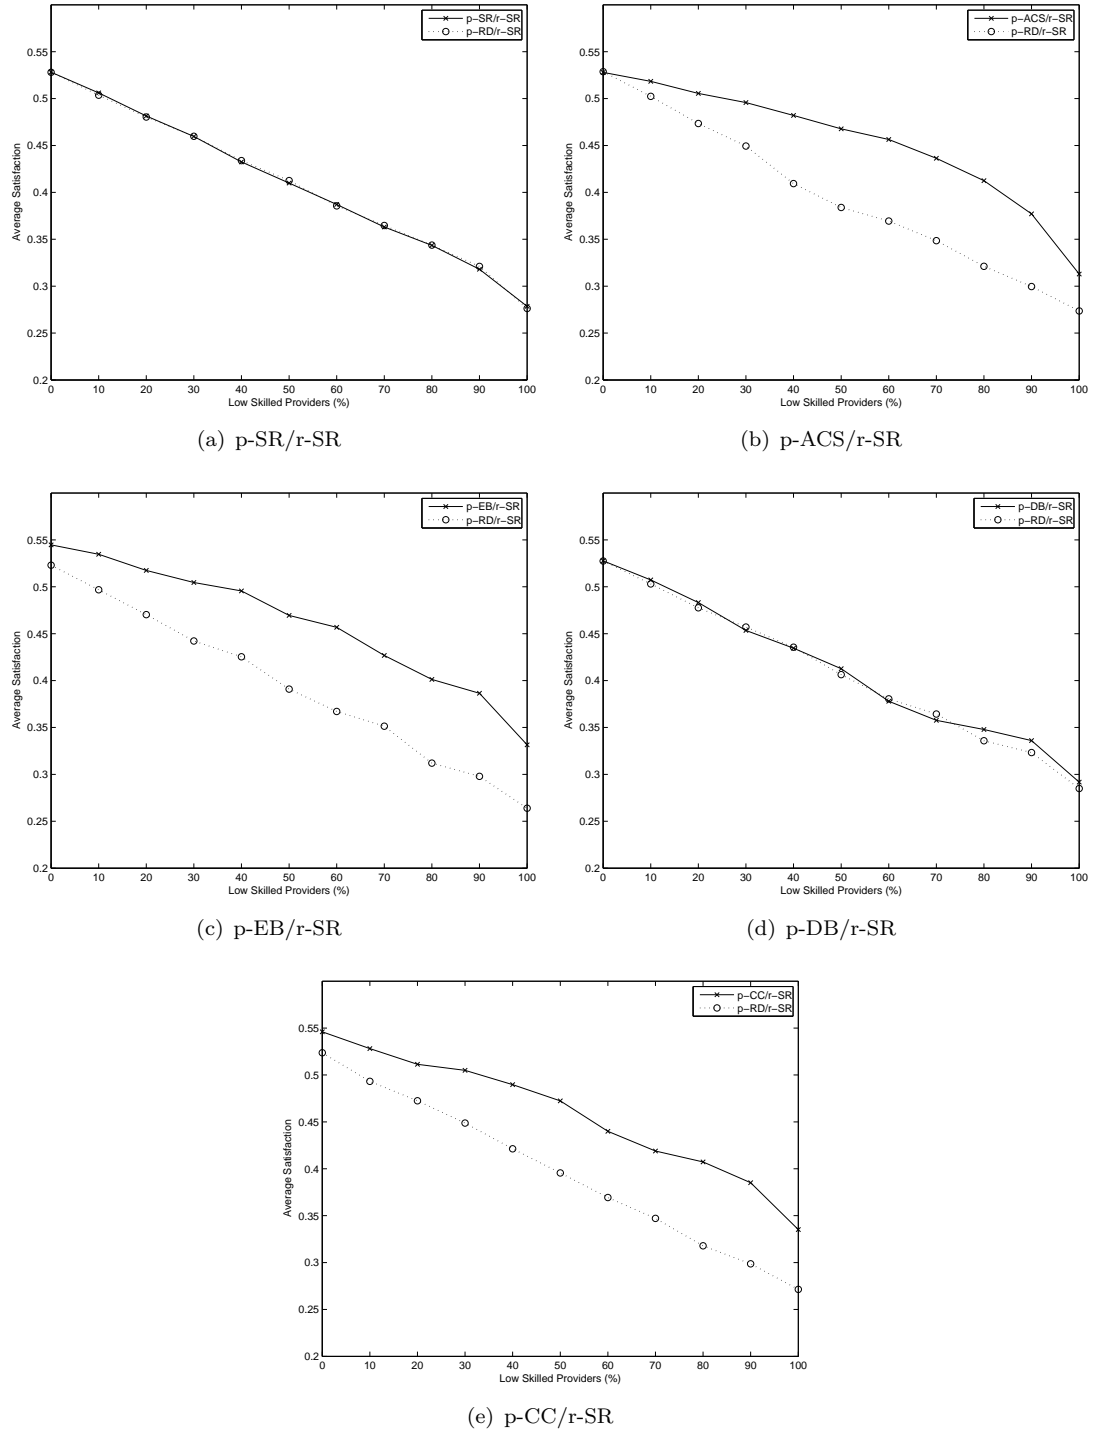 p−SR/r−SR
p−RD/r−SR
0.55
0.5
0.45
0.4
0.35
0.3
0.25
0.2
Average Satisfaction
0 10 20 30 40 50 60 70 80 90 100
Low Skilled Providers (%)
(a) p-SR/r-SR
p−ACS/r−SR
p−RD/r−SR
0.55
0.5
0.45
0.4
0.35
0.3
0.25
0.2
Average Satisfaction
0 10 20 30 40 50 60 70 80 90 100
Low Skilled Providers (%)
(b) p-ACS/r-SR
p−EB/r−SR
p−RD/r−SR
0.55
0.5
0.45
0.4
0.35
0.3
0.25
0.2
Average Satisfaction
0 10 20 30 40 50 60 70 80 90 100
Low Skilled Providers (%)
(c) p-EB/r-SR
p−DB/r−SR
p−RD/r−SR
0.55
0.5
0.45
0.4
0.35
0.3
0.25
0.2
Average Satisfaction
0 10 20 30 40 50 60 70 80 90 100
Low Skilled Providers (%)
(d) p-DB/r-SR
p−CC/r−SR
p−RD/r−SR
0.55
0.5
0.45
0.4
0.35
0.3
0.25
0.2
Average Satisfaction
0 10 20 30 40 50 60 70 80 90 100
Low Skilled Providers (%)
(e) p-CC/r-SR